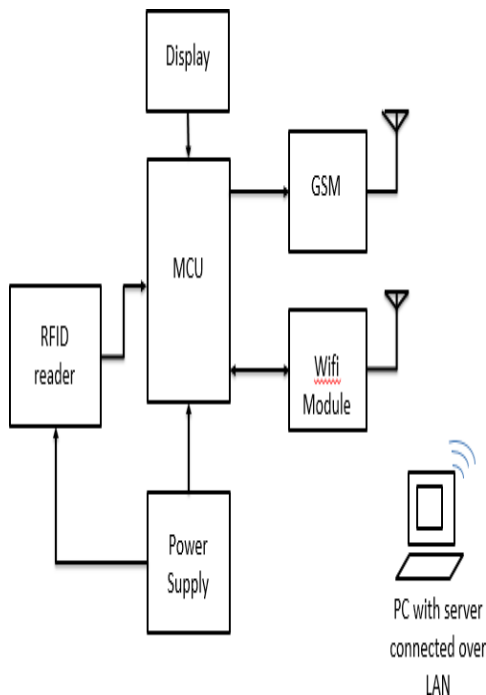 Display
GSM
MCU
RFID
reader
Wifi
Module
Power
Supply
PC with server
connected over
LAN